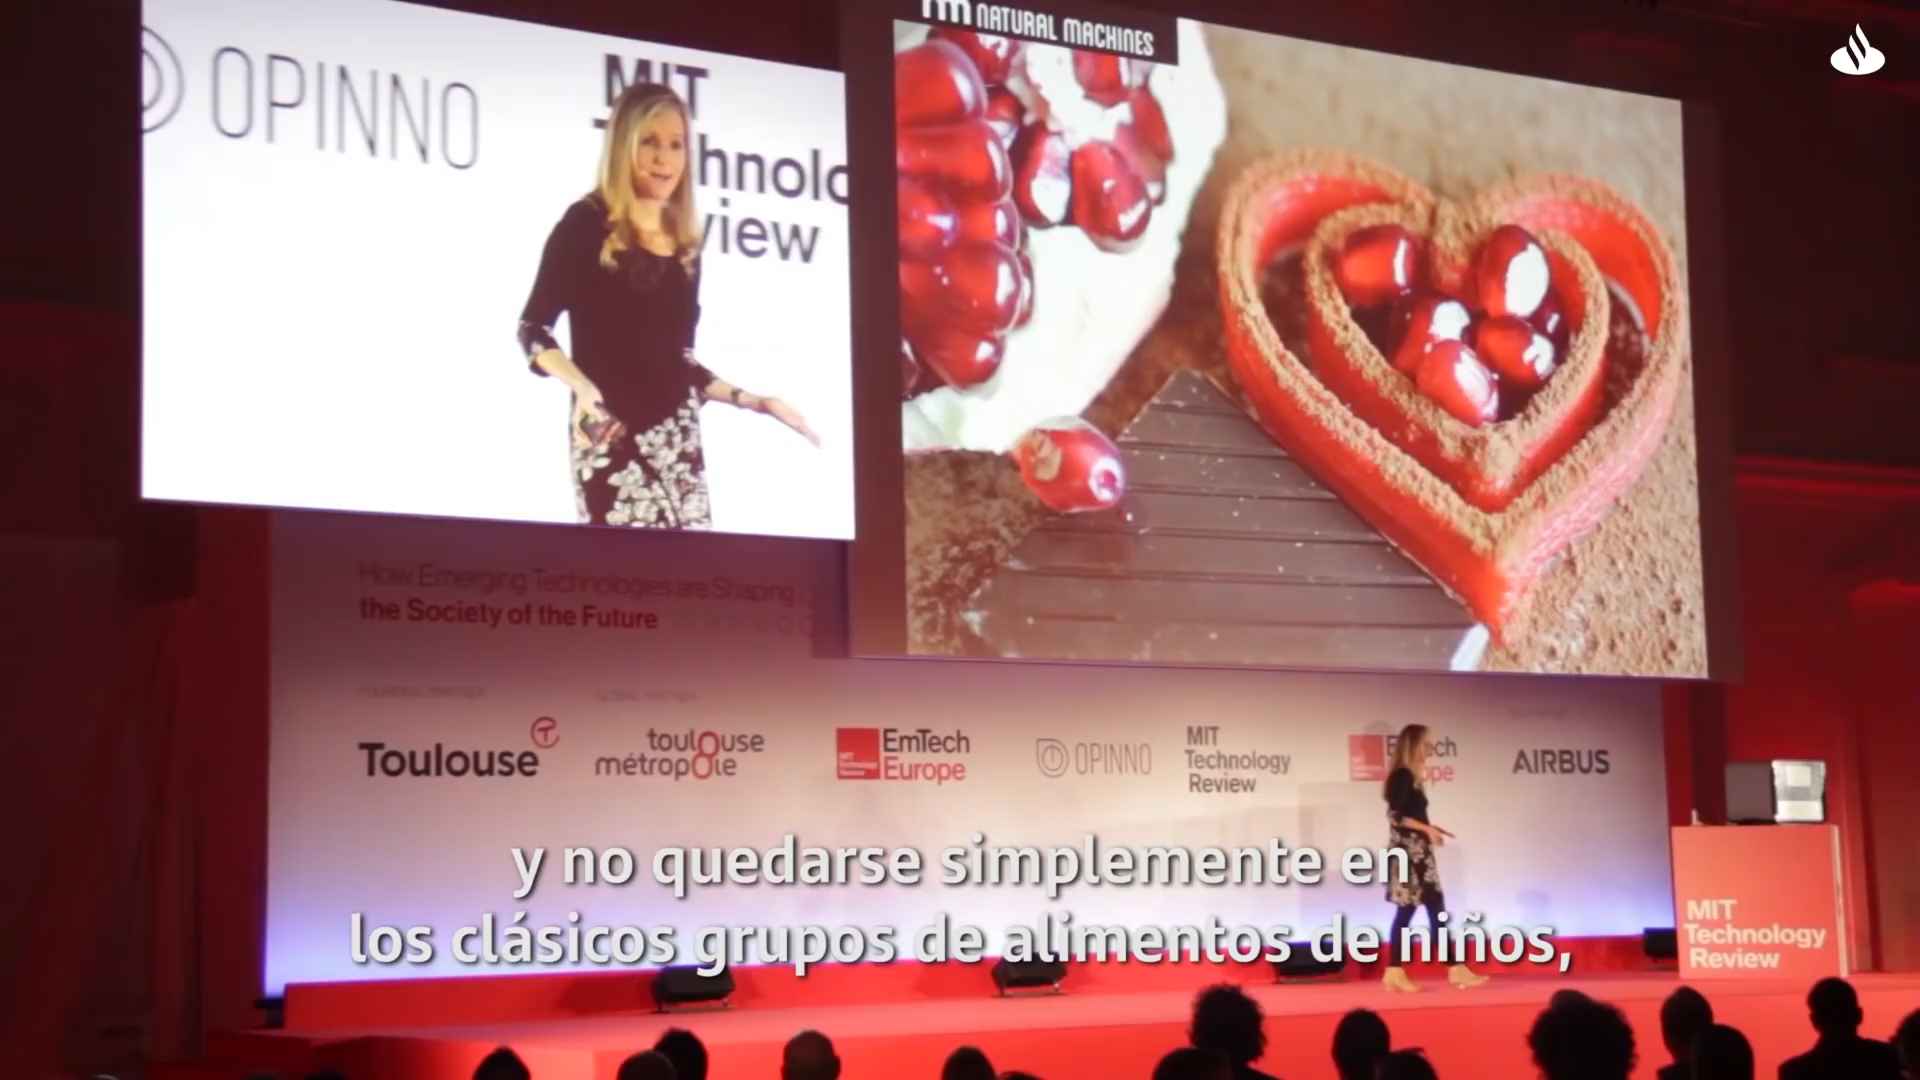 OPINNO
MIT
hnolo
view
NATURAL MACHINES
How Emerging Technologies are Shaping
the Society of the Future
Toulouse
toulouse
métropole
EmTech
Europe
OPINNO
MIT
Technology
Review
AIRBUS
y no quedarse simplemente en
los clásicos grupos de alimentos de niños,
MIT
Technology
Review